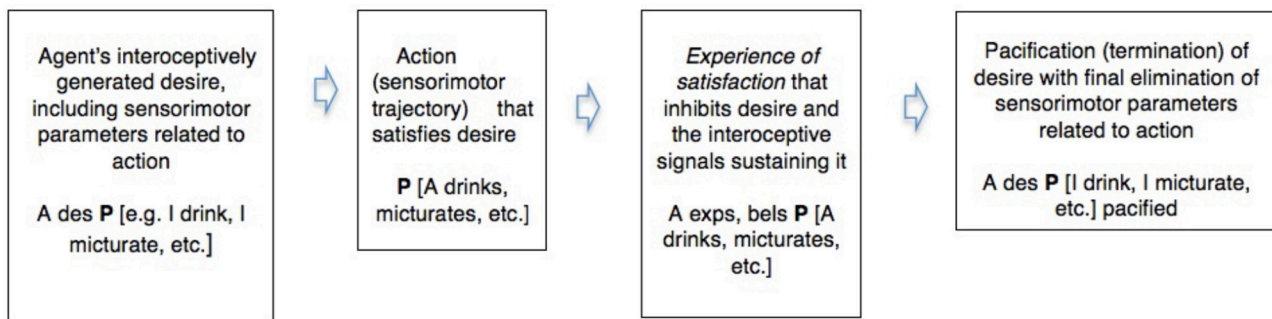 Agent's interoceptively
generated desire,
including sensorimotor
parameters related to
action
A des P [e.g. I drink, I
micturate, etc.]
Action
(sensorimotor
trajectory) that
satisfies desire
P [A drinks,
micturates, etc.]
Experience of
satisfaction that
inhibits desire and
the interoceptive
signals sustaining it
A exps, bels P [A
drinks, micturates,
etc.]
Pacification (termination) of
desire with final elimination of
sensorimotor parameters
related to action
A des P [I drink, I micturate,
etc.] pacified